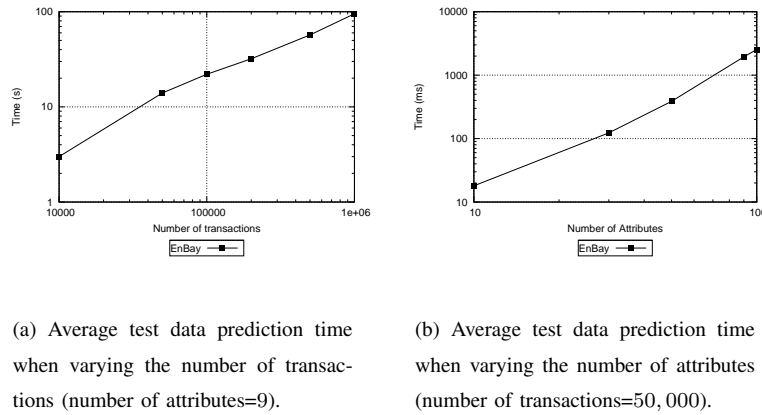 100
10
1
10000
100000
1e+06
Time (s)
Number of transactions
EnBay
10000
1000
100
10
10
100
Time (ms)
Number of Attributes
EnBay
(a) Average test data prediction time
when varying the number of transac-
tions (number of attributes=9).
(b) Average test data prediction time
when varying the number of attributes
(number of transactions=50, 000).